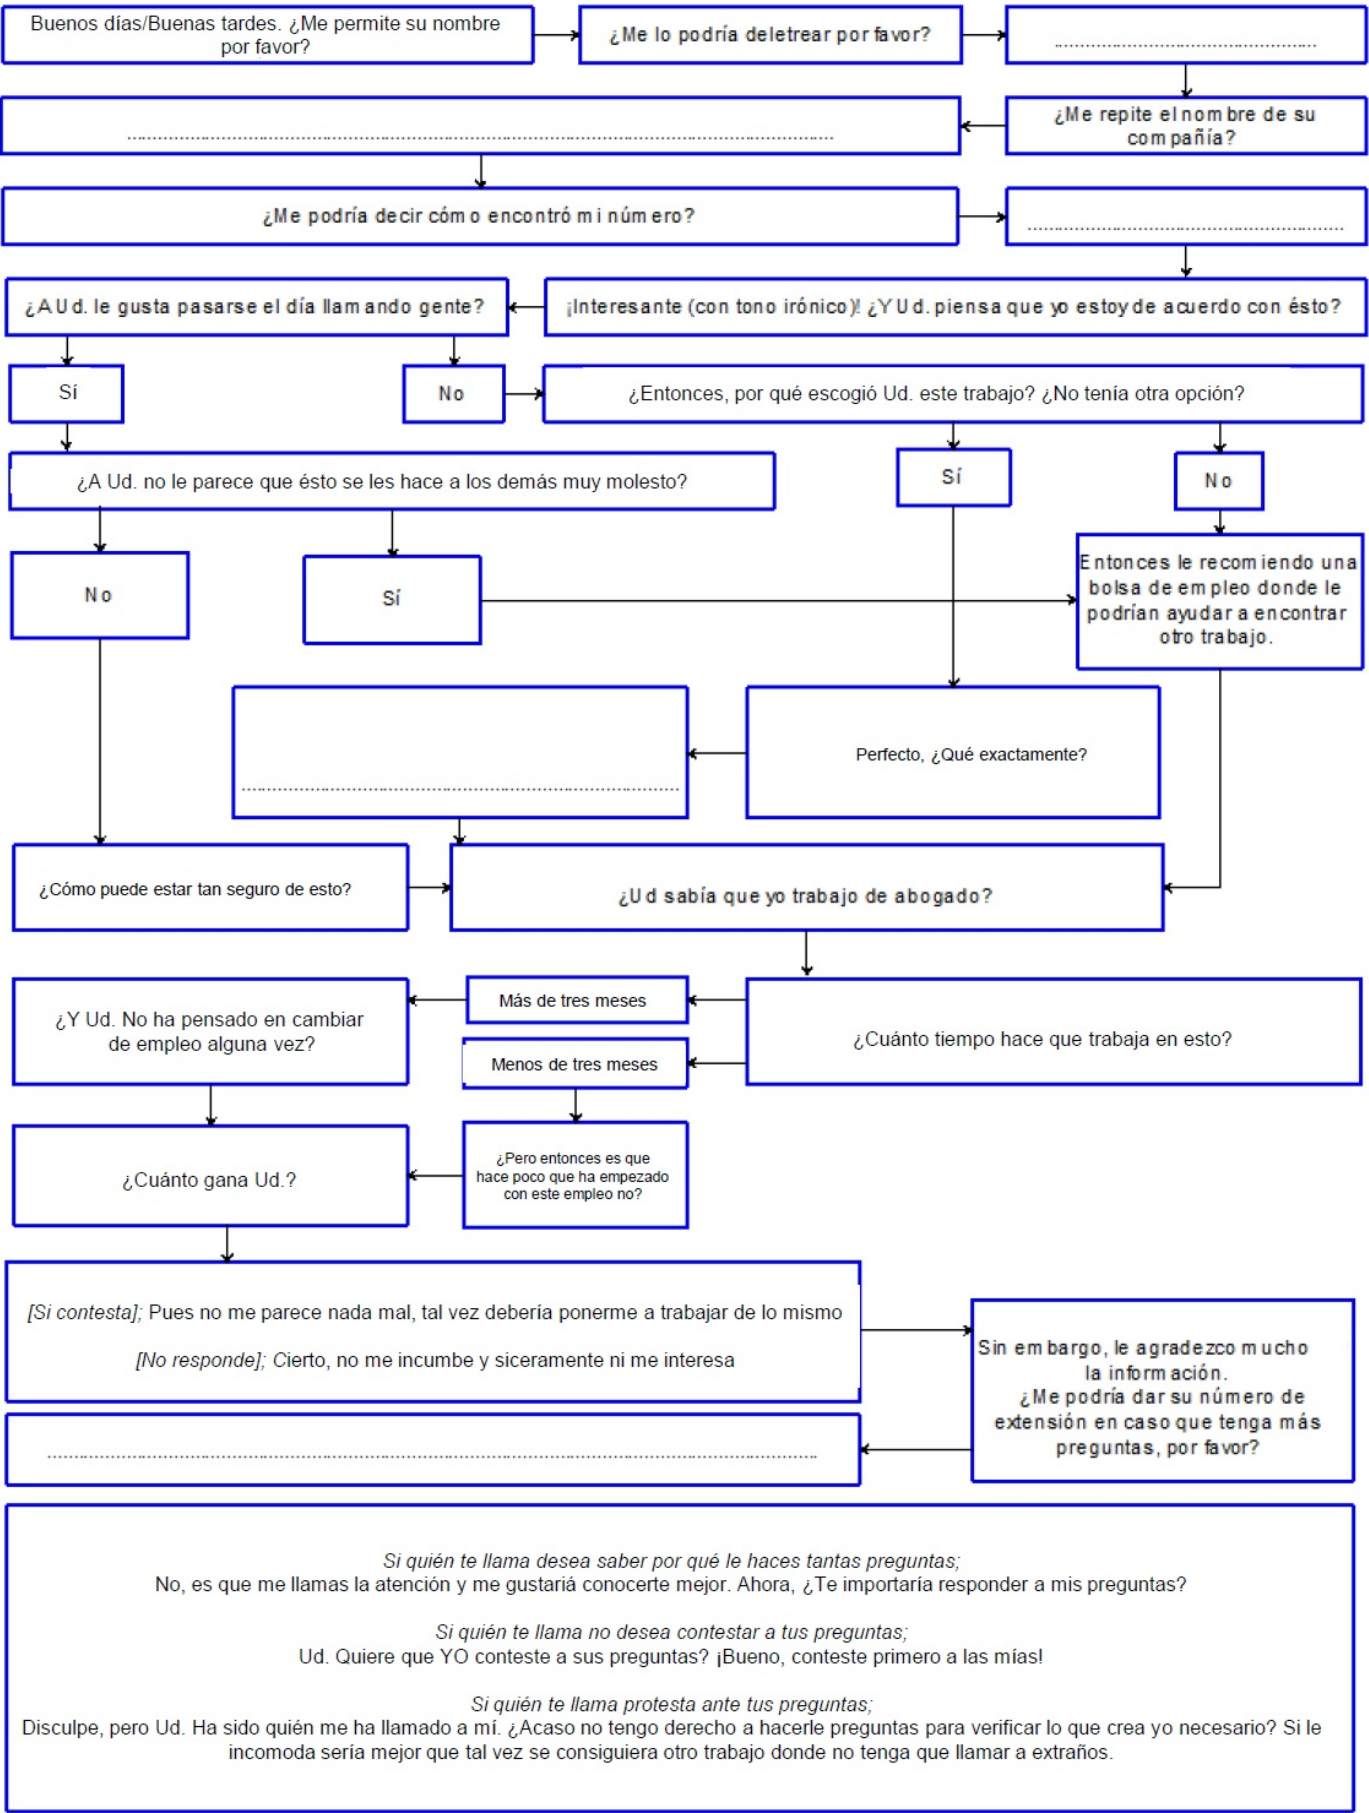 Buenos días/Buenas tardes. ¿Me permite su nombre
por favor?
¿Me lo podría deletrear por favor?
¿Me repite el nombre de su
compañía?
¿Me podría decir cómo encontró mi número?
¡Interesante (con tono irónico)! ¿Y Ud. piensa que yo estoy de acuerdo con ésto?
¿A Ud. le gusta pasarse el día llamando gente?
Sí
No
¿Entonces, por qué escogió Ud. este trabajo? ¿No tenía otra opción?
¿A Ud. no le parece que ésto se les hace a los demás muy molesto?
Sí
No
No
Sí
Entonces le recomiendo una
bolsa de empleo donde le
podrían ayudar a encontrar
otro trabajo.
Perfecto, ¿Qué exactamente?
¿Cómo puede estar tan seguro de esto?
¿Ud sabía que yo trabajo de abogado?
¿Cuánto tiempo hace que trabaja en esto?
Más de tres meses
Menos de tres meses
¿Y Ud. No ha pensado en cambiar
de empleo alguna vez?
¿Pero entonces es que
hace poco que ha empezado
con este empleo no?
¿Cuánto gana Ud.?
[Si contesta]; Pues no me parece nada mal, tal vez debería ponerme a trabajar de lo mismo
[No responde]; Cierto, no me incumbe y siceramente ni me interesa
Sin embargo, le agradezco mucho
la información.
¿Me podría dar su número de
extensión en caso que tenga más
preguntas, por favor?
Si quién te llama desea saber por qué le haces tantas preguntas;
No, es que me llamas la atención y me gustariá conocerte mejor. Ahora, ¿Te importaría responder a mis preguntas?
Si quién te llama no desea contestar a tus preguntas;
Ud. Quiere que YO conteste a sus preguntas? ¡Bueno, conteste primero a las mías!
Si quién te llama protesta ante tus preguntas;
Disculpe, pero Ud. Ha sido quién me ha llamado a mí. ¿Acaso no tengo derecho a hacerle preguntas para verificar lo que crea yo necesario? Si le
incomoda sería mejor que tal vez se consiguiera otro trabajo donde no tenga que llamar a extraños.